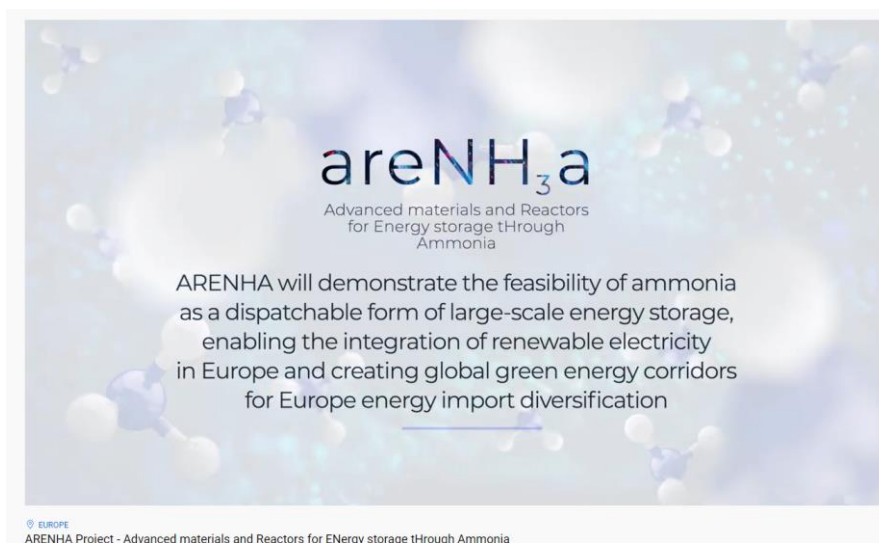 areNH₃a
Advanced materials and Reactors
for Energy storage tHrough
Ammonia
ARENHA will demonstrate the feasibility of ammonia
as a dispatchable form of large-scale energy storage,
enabling the integration of renewable electricity
in Europe and creating global green energy corridors
for Europe energy import diversification
EUROPE
ARENHA Project - Advanced materials and Reactors for ENergy storage tHrough Ammonia